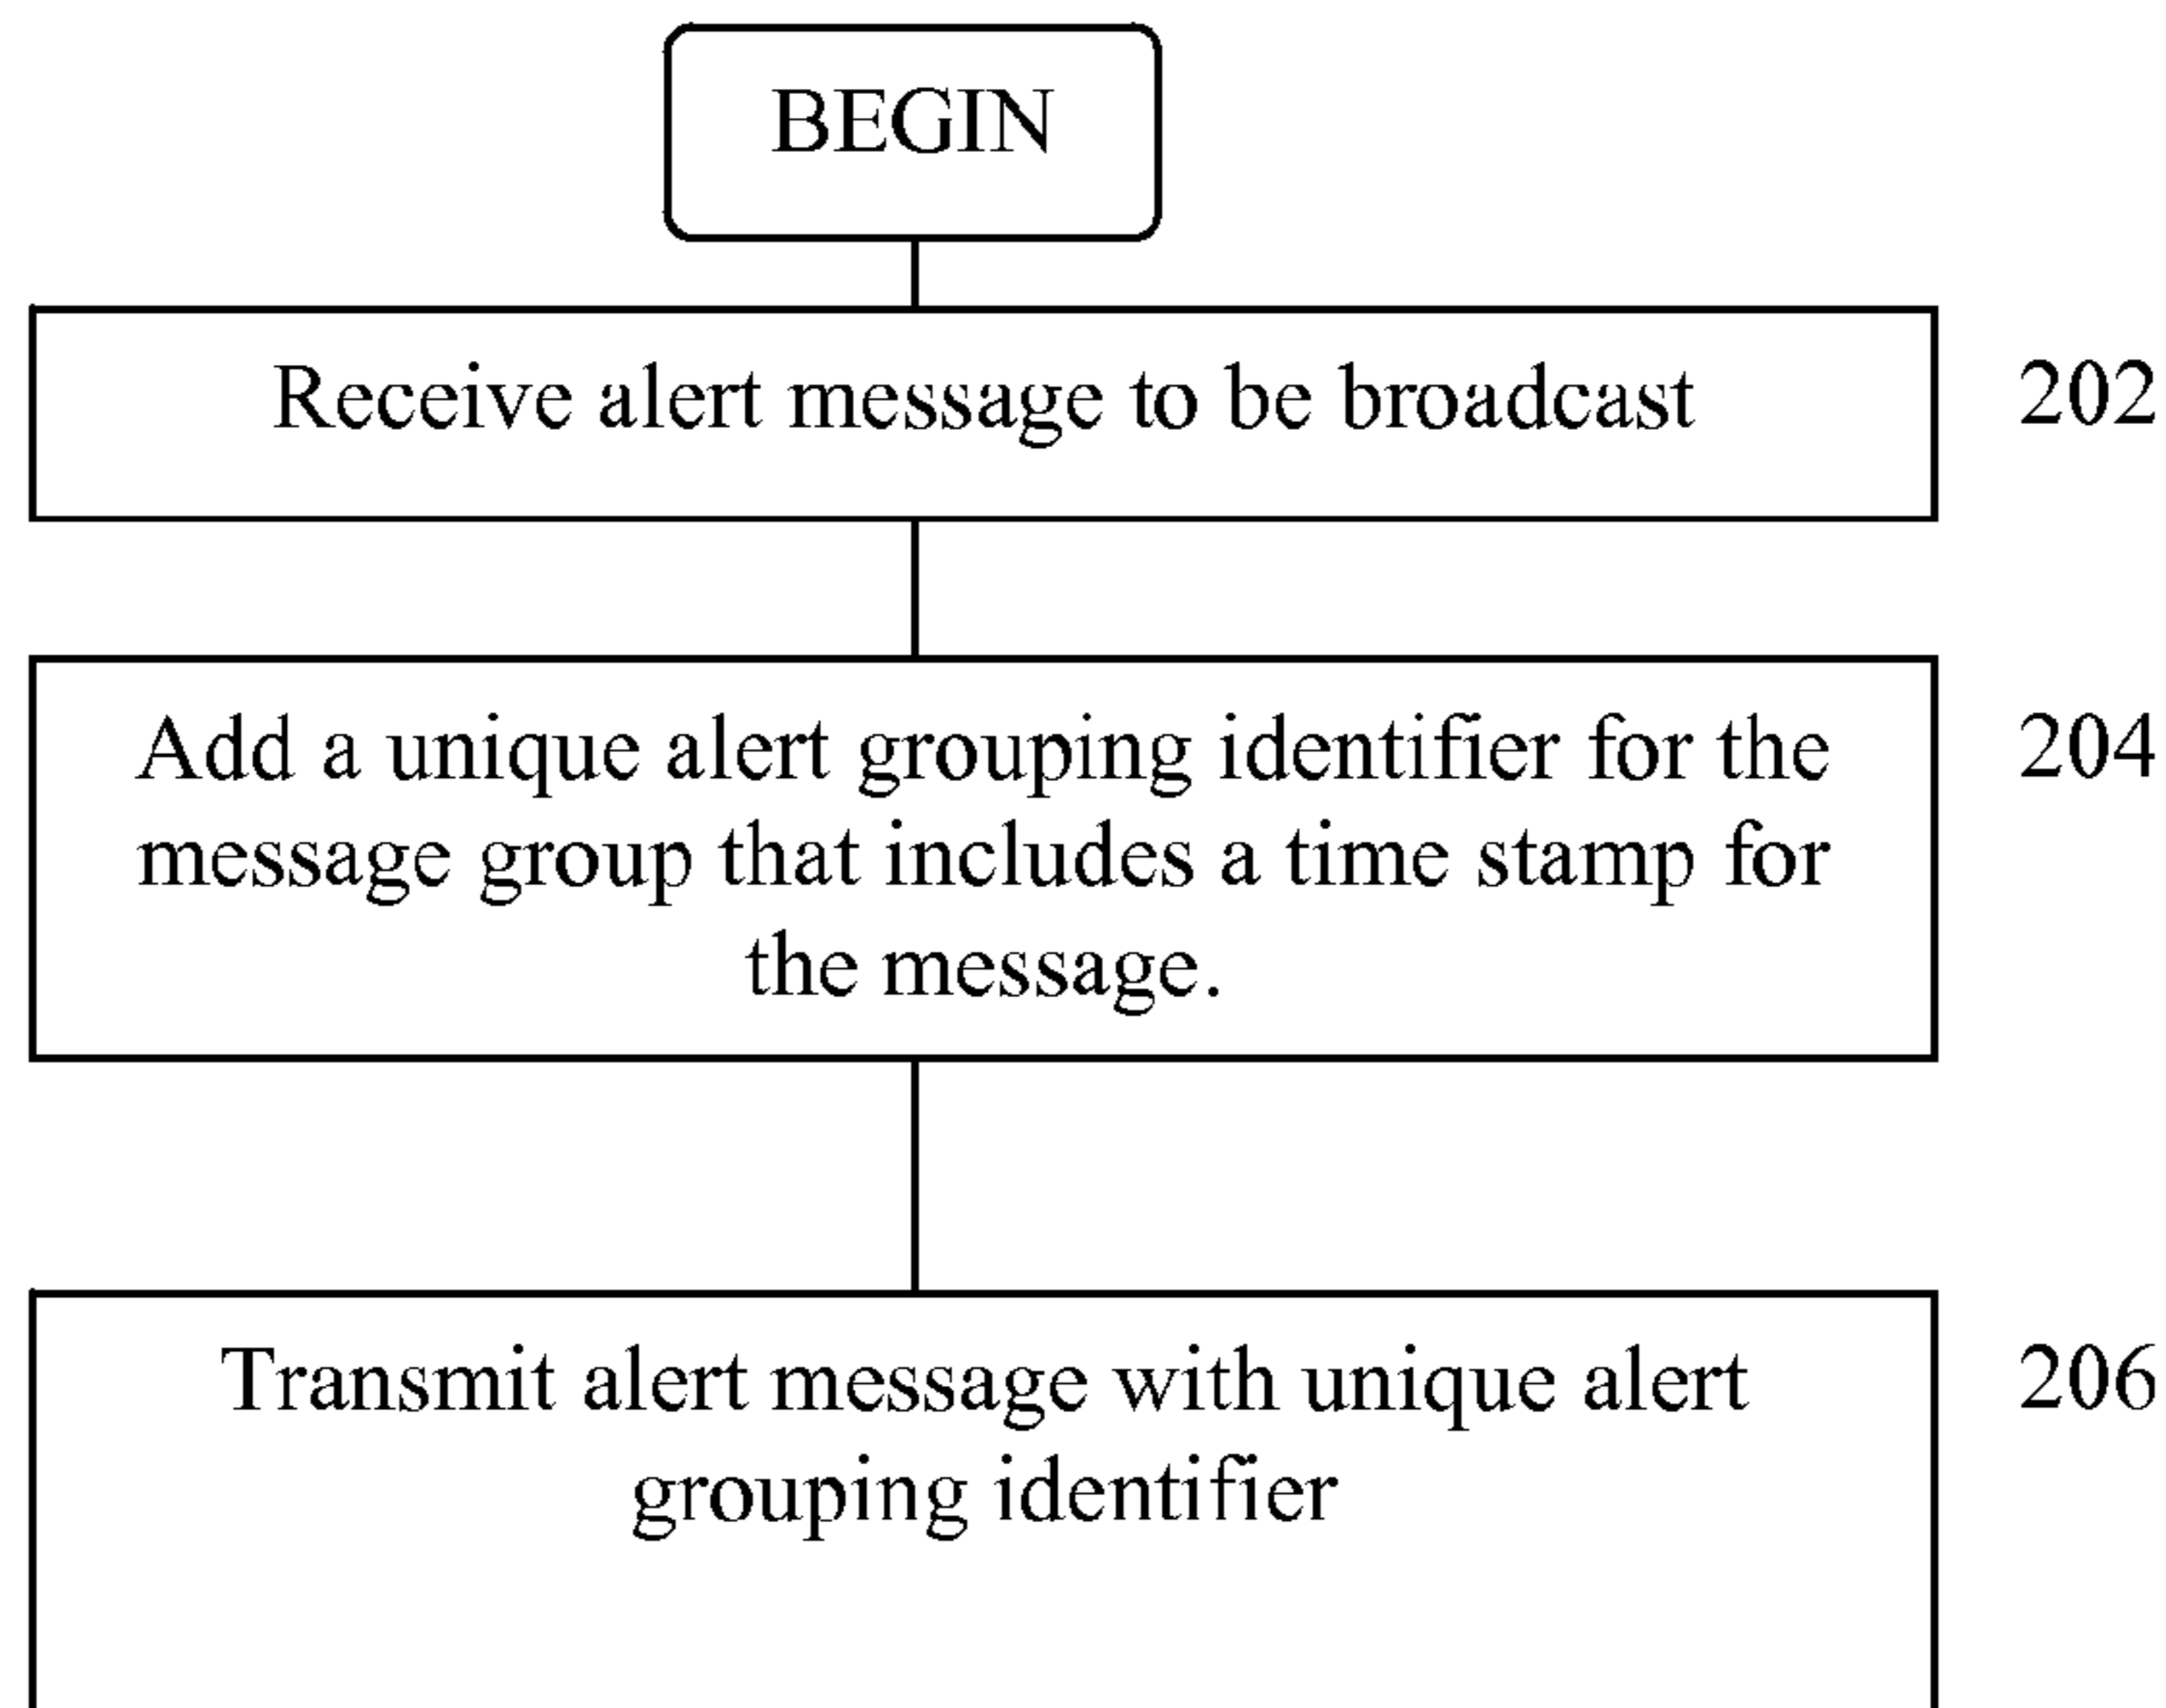 BEGIN
Receive alert message to be broadcast
202
Add a unique alert grouping identifier for the
204
message group that includes a time stamp for
the message.
Transmit alert message with unique alert
206
grouping identifier